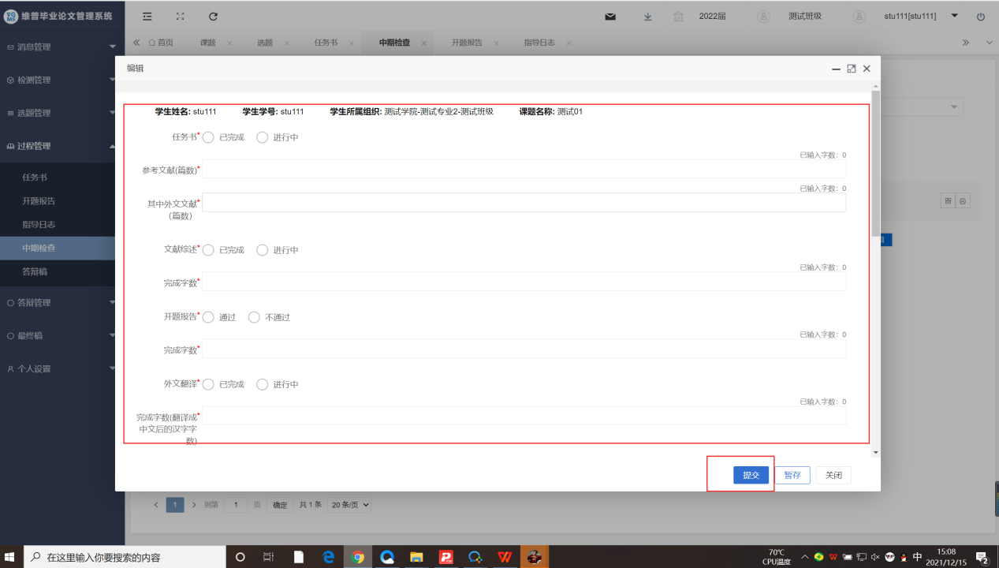 维普毕业论文管理系统
2022届
测试班级
stu111[stu111]
首页
课题
选题
任务书
中期检查
开题报告
指导日志
消息管理
检测管理
选题管理
过程管理
任务书
开题报告
指导日志
中期检查
答辩稿
答辩管理
最终稿
个人设置
编辑
学生姓名: stu111 学生学号: stu111 学生所属组织: 测试学院-测试专业2-测试班级 课题名称: 测试01
任务书* 已完成 进行中
已输入字数: 0
参考文献(篇数)*
已输入字数: 0
其中外文文献*
(篇数)
文献综述* 已完成 进行中
已输入字数: 0
完成字数*
开题报告* 通过 不通过
已输入字数: 0
完成字数*
外文翻译* 已完成 进行中
已输入字数: 0
完成字数(翻译成*
中文后的汉字字
数)
提交 暂存 关闭
1 到第 1 页 确定 共 1 条 20 条/页
在这里输入你要搜索的内容
70℃
CPU温度
中
15:08
2021/12/15
2